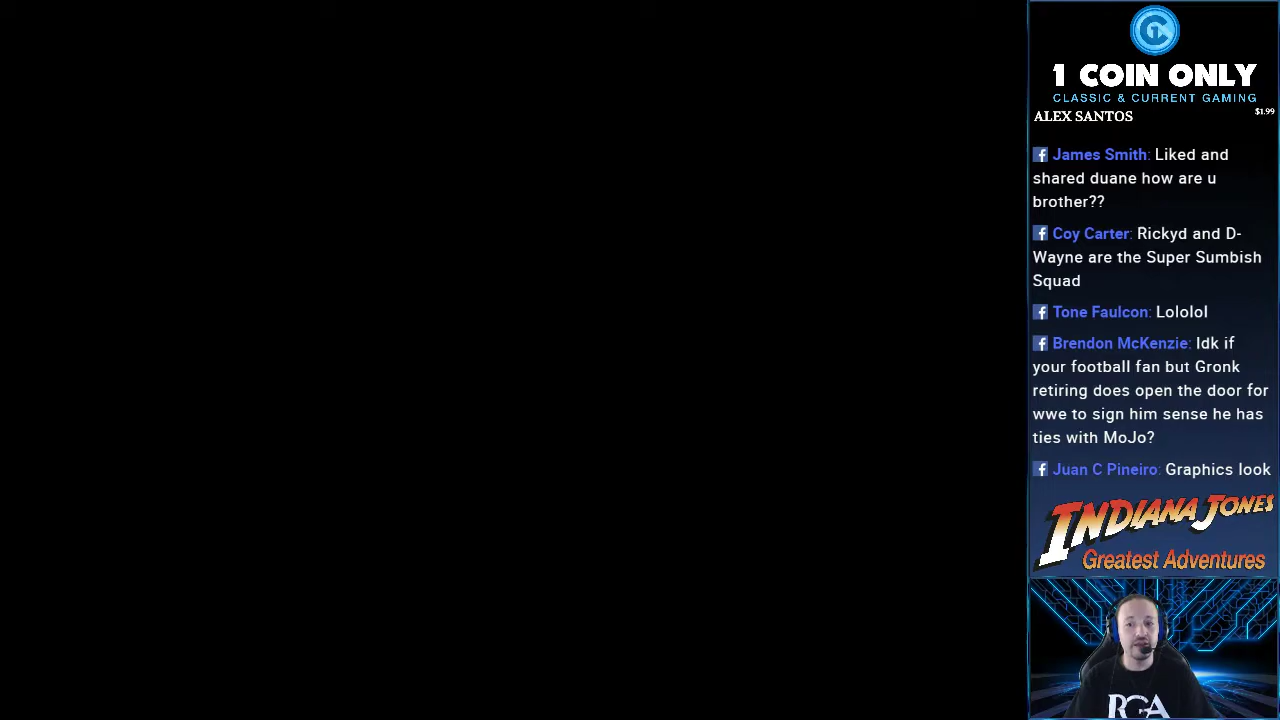 1 COIN ONLY
CLASSIC & CURRENT GAMING
ALEX SANTOS $1.99
James Smith: Liked and
shared duane how are u
brother??
Coy Carter: Rickyd and D-
Wayne are the Super Sumbish
Squad
Tone Faulcon: Lololol
Brendon McKenzie: Idk if
your football fan but Gronk
retiring does open the door for
wwe to sign him sense he has
ties with MoJo?
Juan C Pineiro: Graphics look
INDIANA JONES
Greatest Adventures
RGA